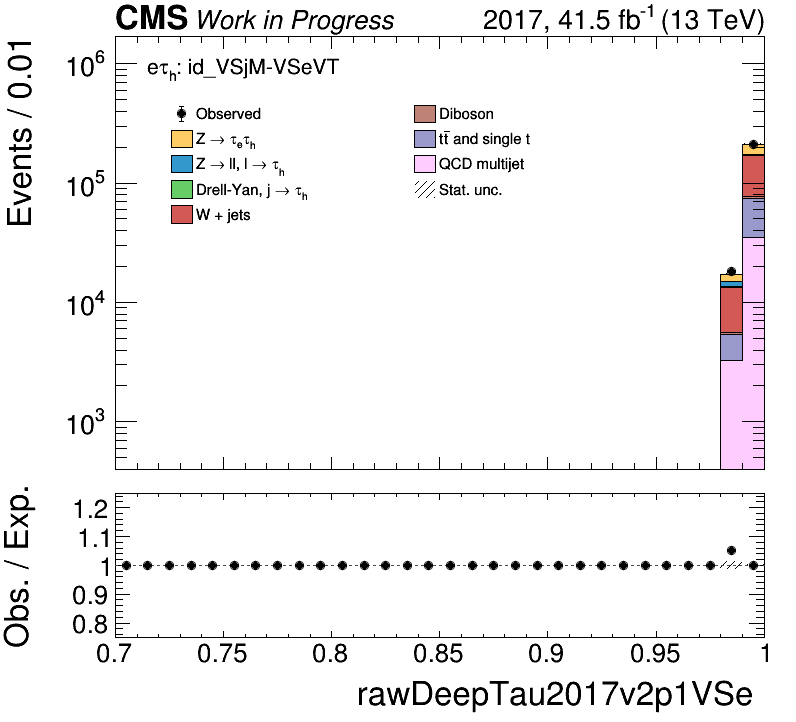 CMS Work in Progress 2017, 41.5 fb⁻¹ (13 TeV)
Events / 0.01
10⁶
10⁵
10⁴
10³
eτₕ: id_VSjM-VSeVT
Observed
Z → τₑτₕ
Z → ll, l → τₕ
Drell-Yan, j → τₕ
W + jets
Diboson
tt̄ and single t
QCD multijet
Stat. unc.
Obs. / Exp.
1.2
1.1
1
0.9
0.8
0.7 0.75 0.8 0.85 0.9 0.95 1
rawDeepTau2017v2p1VSe